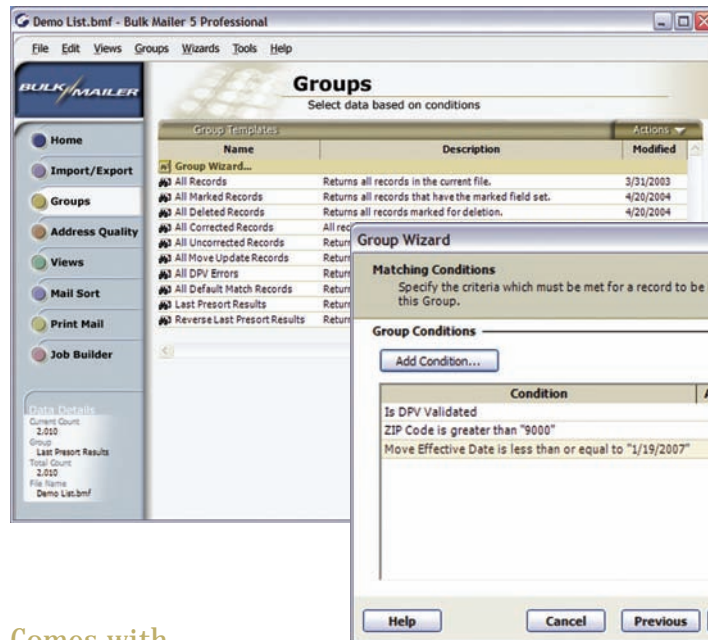 Demo List.bmf - Bulk Mailer 5 Professional
File Edit Views Groups Wizards Tools Help
BULK MAILER
Groups
Select data based on conditions
Home
Import/Export
Groups
Address Quality
Views
Mail Sort
Print Mail
Job Builder
Data Details
Current Count
2,010
Group
Last Presort Results
Total Count
2,010
File Name
Demo List.bmf
Group Templates Actions
Name Description Modified
Group Wizard...
All Records Returns all records in the current file. 3/31/2003
All Marked Records Returns all records that have the marked field set. 4/20/2004
All Deleted Records Returns all records marked for deletion. 4/20/2004
All Corrected Records All rec
All Uncorrected Records Return
All Move Update Records Return
All DPV Errors Return
All Default Match Records Return
Last Presort Results Return
Reverse Last Presort Results Return
Group Wizard
Matching Conditions
Specify the criteria which must be met for a record to be
this Group.
Group Conditions
Add Condition...
Condition A
Is DPV Validated
ZIP Code is greater than "9000"
Move Effective Date is less than or equal to "1/19/2007"
Help Cancel Previous
Comes with